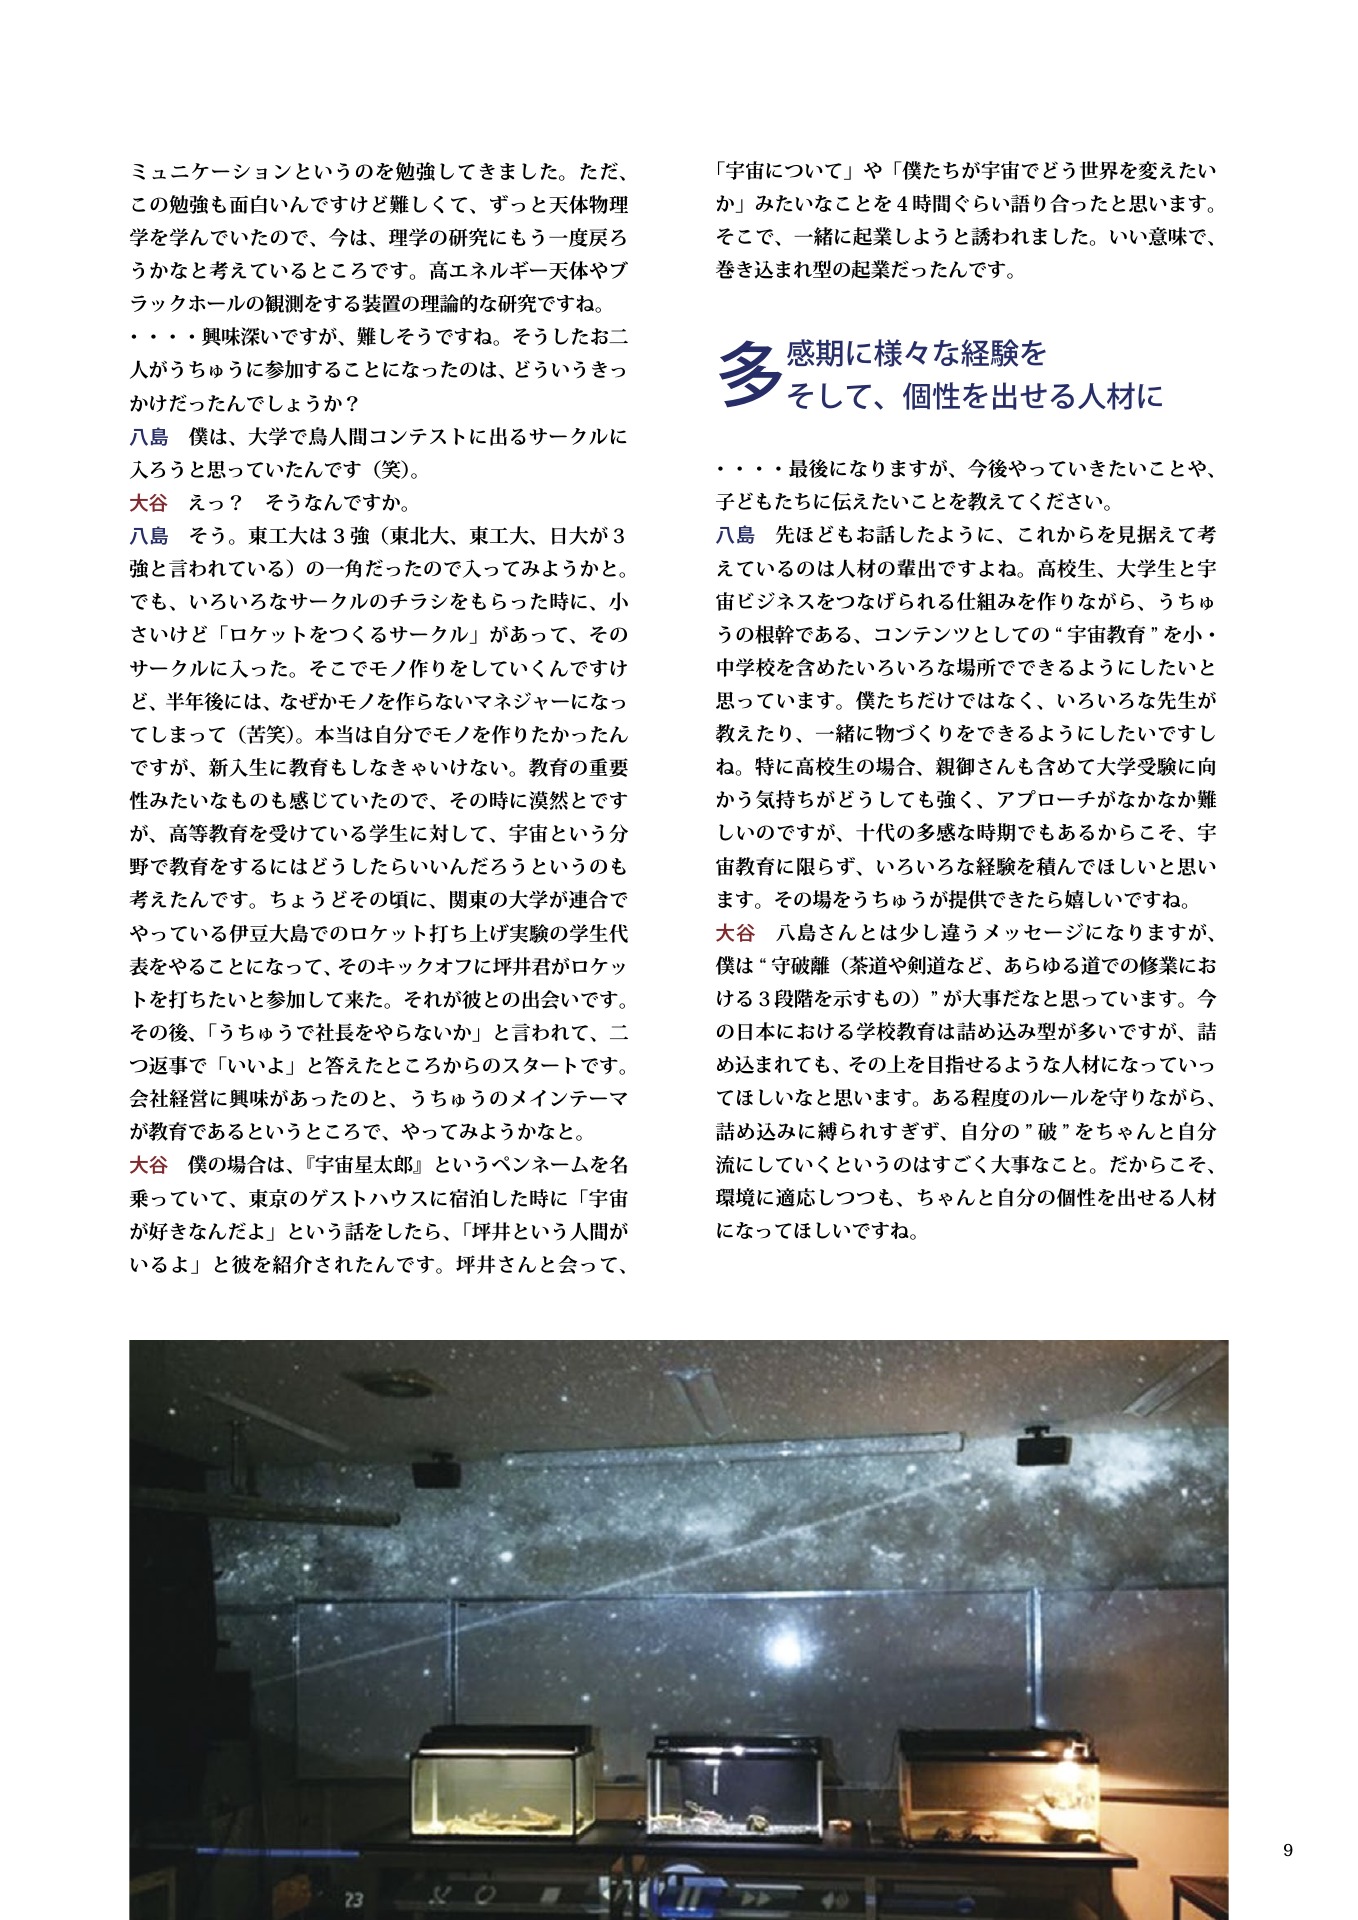 ミュニケーションというのを勉強してきました。ただ、
この勉強も面白いんですけど難しくて、ずっと天体物理
学を学んでいたので、今は、理学の研究にもう一度戻ろ
うかなと考えているところです。高エネルギー天体やブ
ラックホールの観測をする装置の理論的な研究ですね。
・・・・興味深いですが、難しそうですね。そうしたお二
人がうちゅうに参加することになったのは、どういうきっ
かけだったんでしょうか？
八島　僕は、大学で鳥人間コンテストに出るサークルに
入ろうと思っていたんです（笑）。
大谷　えっ？　そうなんですか。
八島　そう。東工大は３強（東北大、東工大、日大が３
強と言われている）の一角だったので入ってみようかと。
でも、いろいろなサークルのチラシをもらった時に、小
さいけど「ロケットをつくるサークル」があって、その
サークルに入った。そこでモノ作りをしていくんですけ
ど、半年後には、なぜかモノを作らないマネジャーになっ
てしまって（苦笑）。本当は自分でモノを作りたかったん
ですが、新入生に教育もしなきゃいけない。教育の重要
性みたいなものも感じていたので、その時に漠然とです
が、高等教育を受けている学生に対して、宇宙という分
野で教育をするにはどうしたらいいんだろうというのも
考えたんです。ちょうどその頃に、関東の大学が連合で
やっている伊豆大島でのロケット打ち上げ実験の学生代
表をやることになって、そのキックオフに坪井君がロケッ
トを打ちたいと参加して来た。それが彼との出会いです。
その後、「うちゅうで社長をやらないか」と言われて、二
つ返事で「いいよ」と答えたところからのスタートです。
会社経営に興味があったのと、うちゅうのメインテーマ
が教育であるというところで、やってみようかなと。
大谷　僕の場合は、『宇宙星太郎』というペンネームを名
乗っていて、東京のゲストハウスに宿泊した時に「宇宙
が好きなんだよ」という話をしたら、「坪井という人間が
いるよ」と彼を紹介されたんです。坪井さんと会って、
「宇宙について」や「僕たちが宇宙でどう世界を変えたい
か」みたいなことを４時間ぐらい語り合ったと思います。
そこで、一緒に起業しようと誘われました。いい意味で、
巻き込まれ型の起業だったんです。
多感期に様々な経験を
そして、個性を出せる人材に
・・・・最後になりますが、今後やっていきたいことや、
子どもたちに伝えたいことを教えてください。
八島　先ほどもお話したように、これからを見据えて考
えているのは人材の輩出ですよね。高校生、大学生と宇
宙ビジネスをつなげられる仕組みを作りながら、うちゅ
うの根幹である、コンテンツとしての“宇宙教育”を小・
中学校を含めたいろいろな場所でできるようにしたいと
思っています。僕たちだけではなく、いろいろな先生が
教えたり、一緒に物づくりをできるようにしたいですし
ね。特に高校生の場合、親御さんも含めて大学受験に向
かう気持ちがどうしても強く、アプローチがなかなか難
しいのですが、十代の多感な時期でもあるからこそ、宇
宙教育に限らず、いろいろな経験を積んでほしいと思い
ます。その場をうちゅうが提供できたら嬉しいですね。
大谷　八島さんとは少し違うメッセージになりますが、
僕は“守破離（茶道や剣道など、あらゆる道での修業にお
ける３段階を示すもの）”が大事だなと思っています。今
の日本における学校教育は詰め込み型が多いですが、詰
め込まれても、その上を目指せるような人材になっていっ
てほしいなと思います。ある程度のルールを守りながら、
詰め込みに縛られすぎず、自分の”破”をちゃんと自分
流にしていくというのはすごく大事なこと。だからこそ、
環境に適応しつつも、ちゃんと自分の個性を出せる人材
になってほしいですね。
23
9